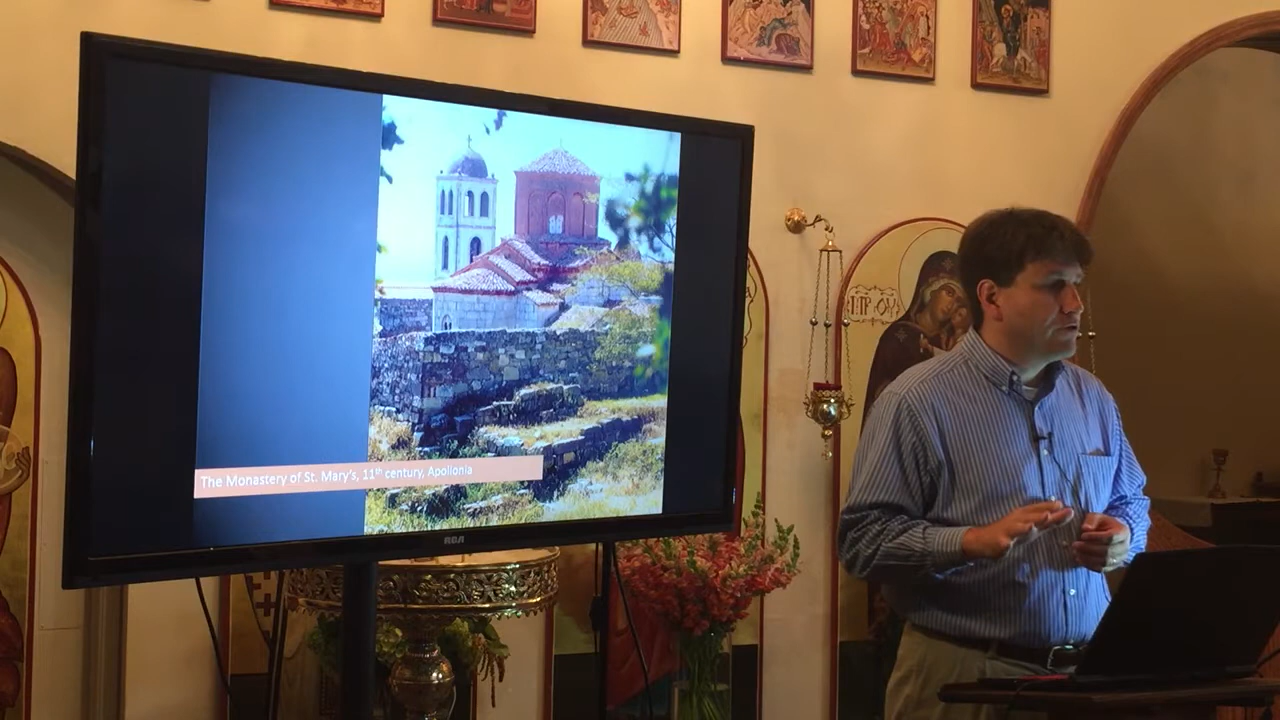 The Monastery of St. Mary's, 11th century, Apollonia
RCA